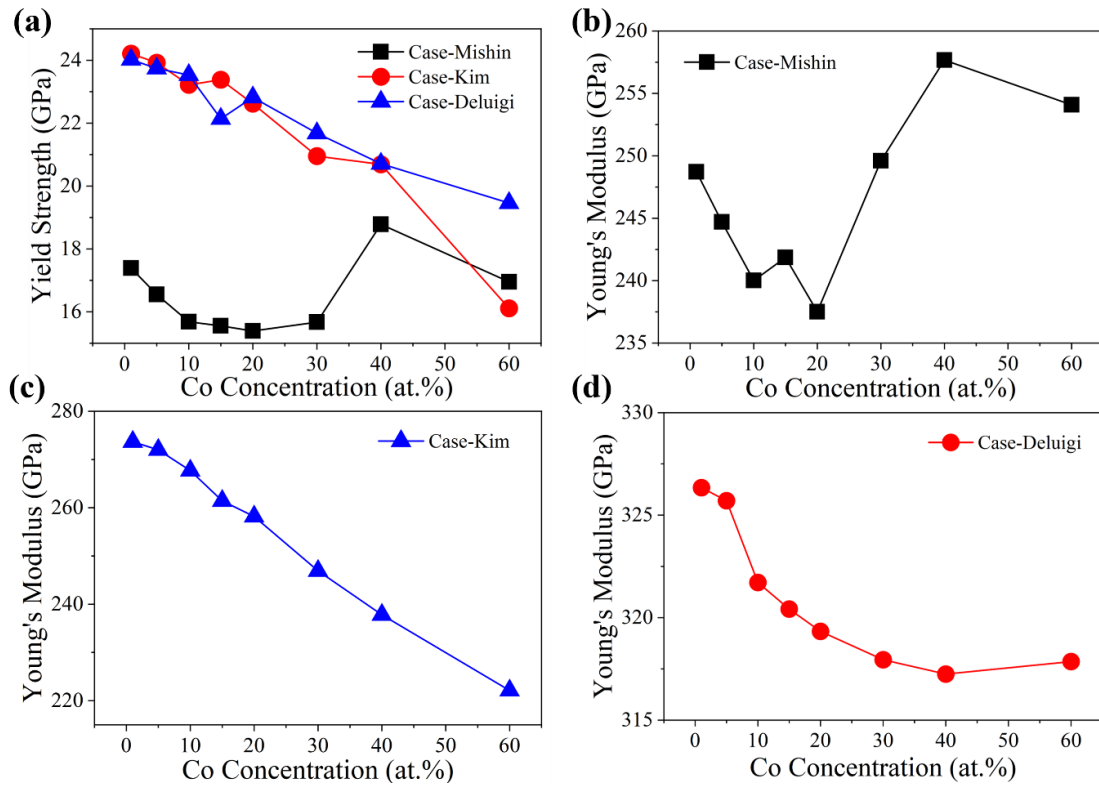 (a)
Yield Strength (GPa)
24
22
20
18
16
Case-Mishin
Case-Kim
Case-Deluigi
0 10 20 30 40 50 60
Co Concentration (at.%)
(b)
Young's Modulus (GPa)
260
255
250
245
240
235
Case-Mishin
0 10 20 30 40 50 60
Co Concentration (at.%)
(c)
Young's Modulus (GPa)
280
260
240
220
Case-Kim
0 10 20 30 40 50 60
Co Concentration (at.%)
(d)
Young's Modulus (GPa)
330
325
320
315
Case-Deluigi
0 10 20 30 40 50 60
Co Concentration (at.%)